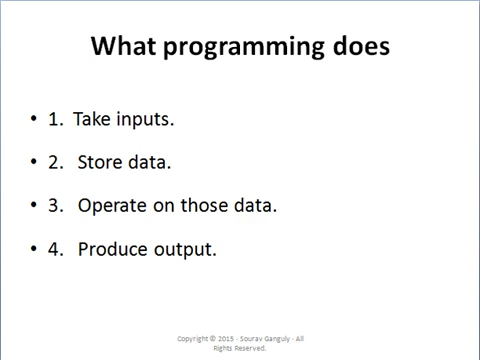 What programming does
• 1. Take inputs.
• 2. Store data.
• 3. Operate on those data.
• 4. Produce output.
Copyright © 2015 - Sourav Ganguly - All
Rights Reserved.